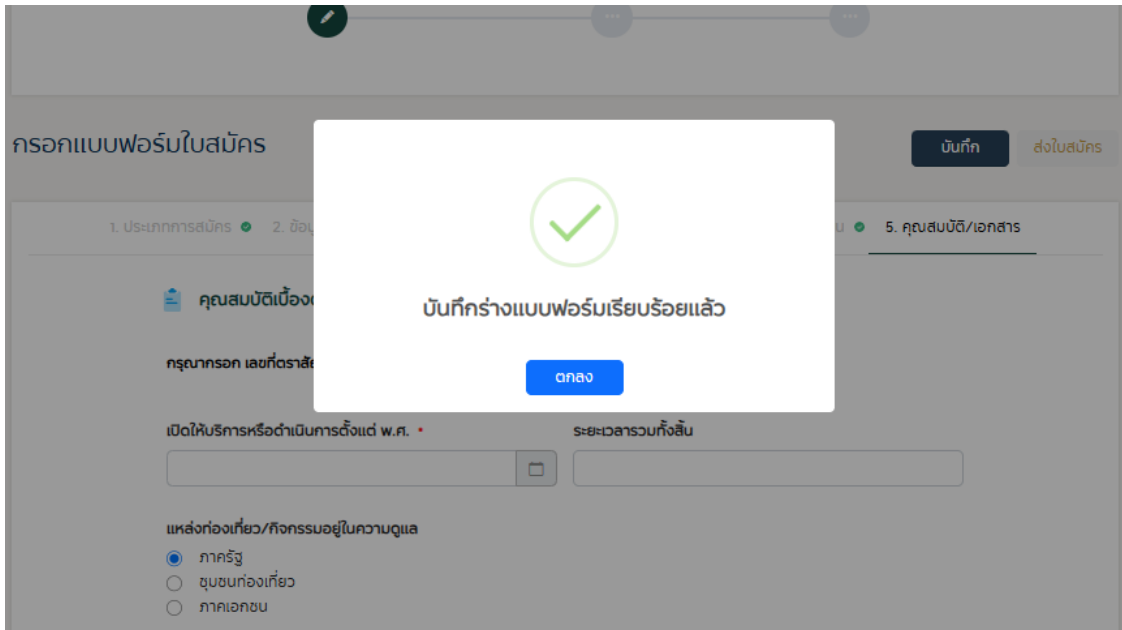 กรอกแบบฟอร์มใบสมัคร
บันทึก
ส่งใบสมัคร
1. ประเภทการสมัคร
2.
5. คุณสมบัติ/เอกสาร
บันทึกร่างแบบฟอร์มเรียบร้อยแล้ว
ตกลง
กรุณากรอก
เปิดให้บริการหรือดำเนินการตั้งแต่ พ.ศ. *
ระยะเวลารวมทั้งสิ้น
แหล่งท่องเที่ยว/กิจกรรมอยู่ในความดูแล
ภาครัฐ
ชุมชนท่องเที่ยว
ภาคเอกชน